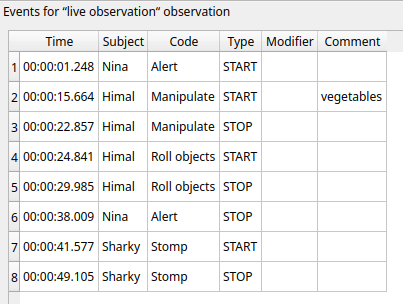 Events for “live observation“ observation
Time Subject Code Type Modifier Comment
1 00:00:01.248 Nina Alert START
2 00:00:15.664 Himal Manipulate START vegetables
3 00:00:22.857 Himal Manipulate STOP
4 00:00:24.841 Himal Roll objects START
5 00:00:29.985 Himal Roll objects STOP
6 00:00:38.009 Nina Alert STOP
7 00:00:41.577 Sharky Stomp START
8 00:00:49.105 Sharky Stomp STOP